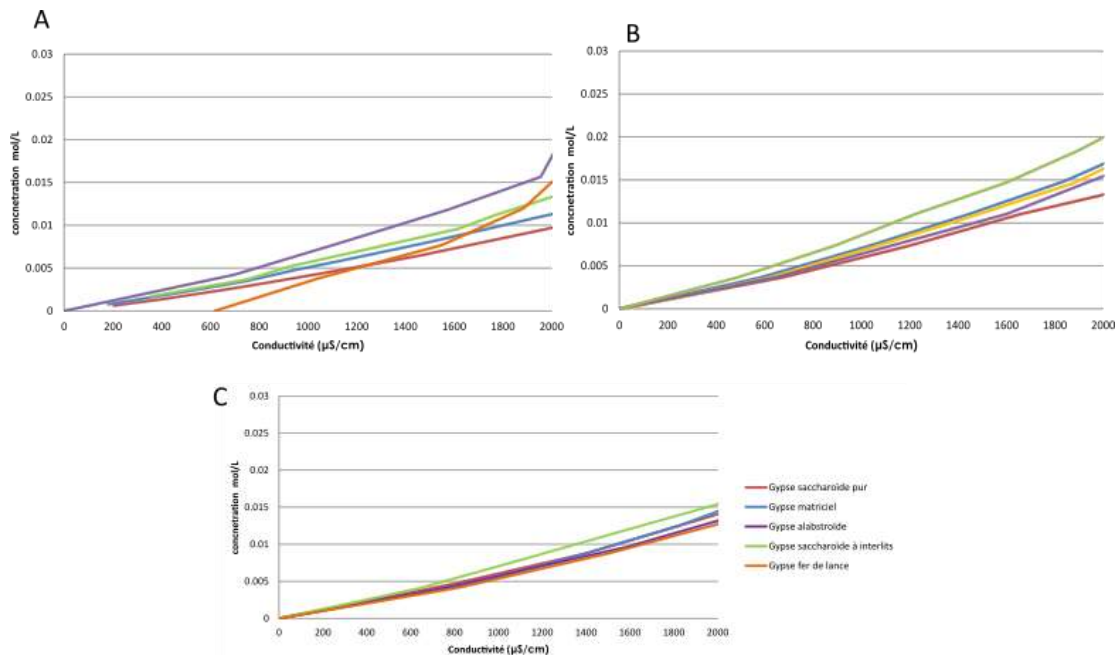 A
0.03
0.025
0.02
0.015
0.01
0.005
0
concnetration mol/L
0 200 400 600 800 1000 1200 1400 1600 1800 2000
Conductivité (µS/cm)
B
0.03
0.025
0.02
0.015
0.01
0.005
0
concnetration mol/L
0 200 400 600 800 1000 1200 1400 1600 1800 2000
Conductivité (µS/cm)
C
0.03
0.025
0.02
0.015
0.01
0.005
0
concnetration mol/L
0 200 400 600 800 1000 1200 1400 1600 1800 2000
Conductivité (µS/cm)
Gypse saccharoïde pur
Gypse matriciel
Gypse alabstroïde
Gypse saccharoïde à interlits
Gypse fer de lance